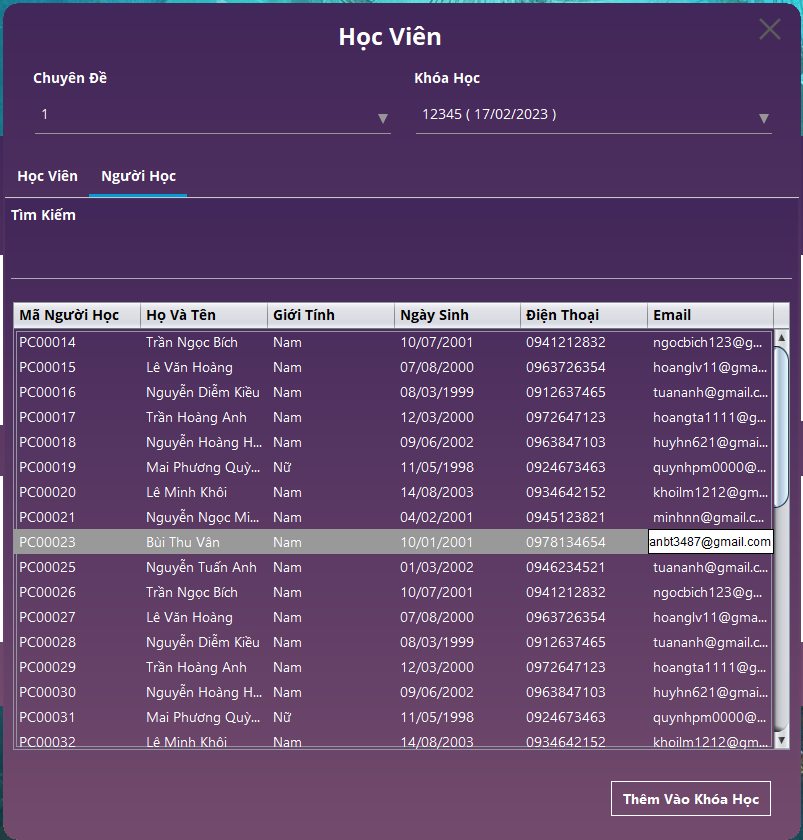 Học Viên
Chuyên Đề Khóa Học
1 12345 ( 17/02/2023 )
Học Viên Người Học
Tìm Kiếm
Mã Người Học Họ Và Tên Giới Tính Ngày Sinh Điện Thoại Email
PC00014 Trần Ngọc Bích Nam 10/07/2001 0941212832 ngocbich123@g...
PC00015 Lê Văn Hoàng Nam 07/08/2000 0963726354 hoanglv11@gma...
PC00016 Nguyễn Diễm Kiều Nam 08/03/1999 0912637465 tuananh@gmail.c...
PC00017 Trần Hoàng Anh Nam 12/03/2000 0972647123 hoangta1111@g...
PC00018 Nguyễn Hoàng H... Nam 09/06/2002 0963847103 huyhn621@gmai...
PC00019 Mai Phương Quỳ... Nữ 11/05/1998 0924673463 quynhpm0000@...
PC00020 Lê Minh Khôi Nam 14/08/2003 0934642152 khoilm1212@gm...
PC00021 Nguyễn Ngọc Mi... Nam 04/02/2001 0945123821 minhnn@gmail.c...
PC00023 Bùi Thu Vân Nam 10/01/2001 0978134654 anbt3487@gmail.com
PC00025 Nguyễn Tuấn Anh Nam 01/03/2002 0946234521 tuananh@gmail.c...
PC00026 Trần Ngọc Bích Nam 10/07/2001 0941212832 ngocbich123@g...
PC00027 Lê Văn Hoàng Nam 07/08/2000 0963726354 hoanglv11@gma...
PC00028 Nguyễn Diễm Kiều Nam 08/03/1999 0912637465 tuananh@gmail.c...
PC00029 Trần Hoàng Anh Nam 12/03/2000 0972647123 hoangta1111@g...
PC00030 Nguyễn Hoàng H... Nam 09/06/2002 0963847103 huyhn621@gmai...
PC00031 Mai Phương Quỳ... Nữ 11/05/1998 0924673463 quynhpm0000@...
PC00032 Lê Minh Khôi Nam 14/08/2003 0934642152 khoilm1212@gm...
Thêm Vào Khóa Học